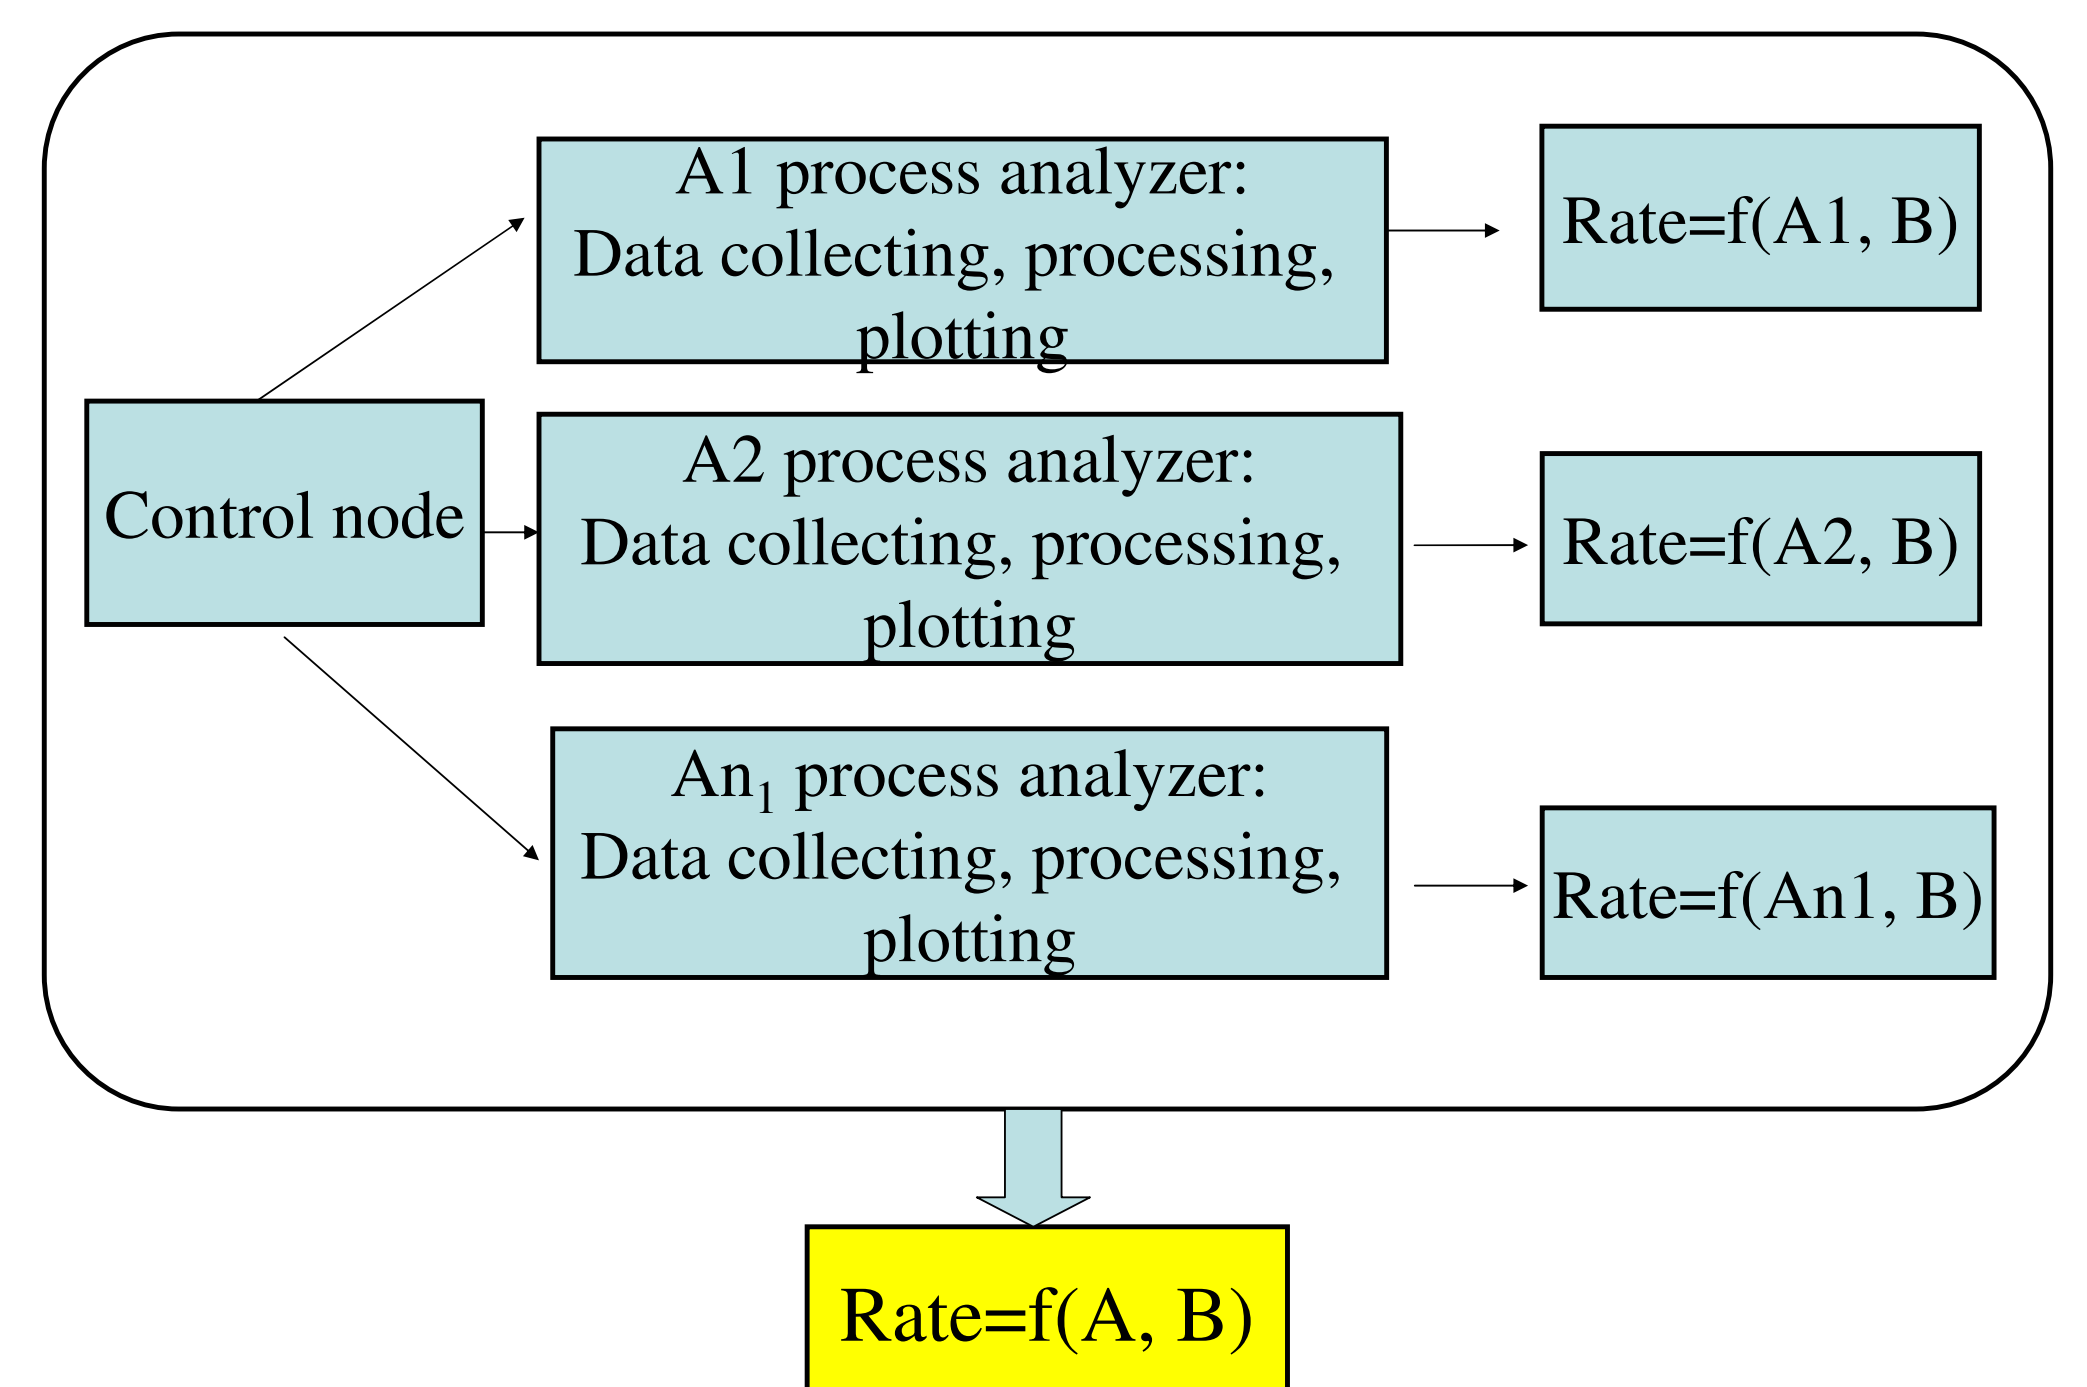 A1 process analyzer:
Data collecting, processing,
plotting
Rate=f(A1, B)
Control node
A2 process analyzer:
Data collecting, processing,
plotting
Rate=f(A2, B)
An₁ process analyzer:
Data collecting, processing,
plotting
Rate=f(An1, B)
Rate=f(A, B)